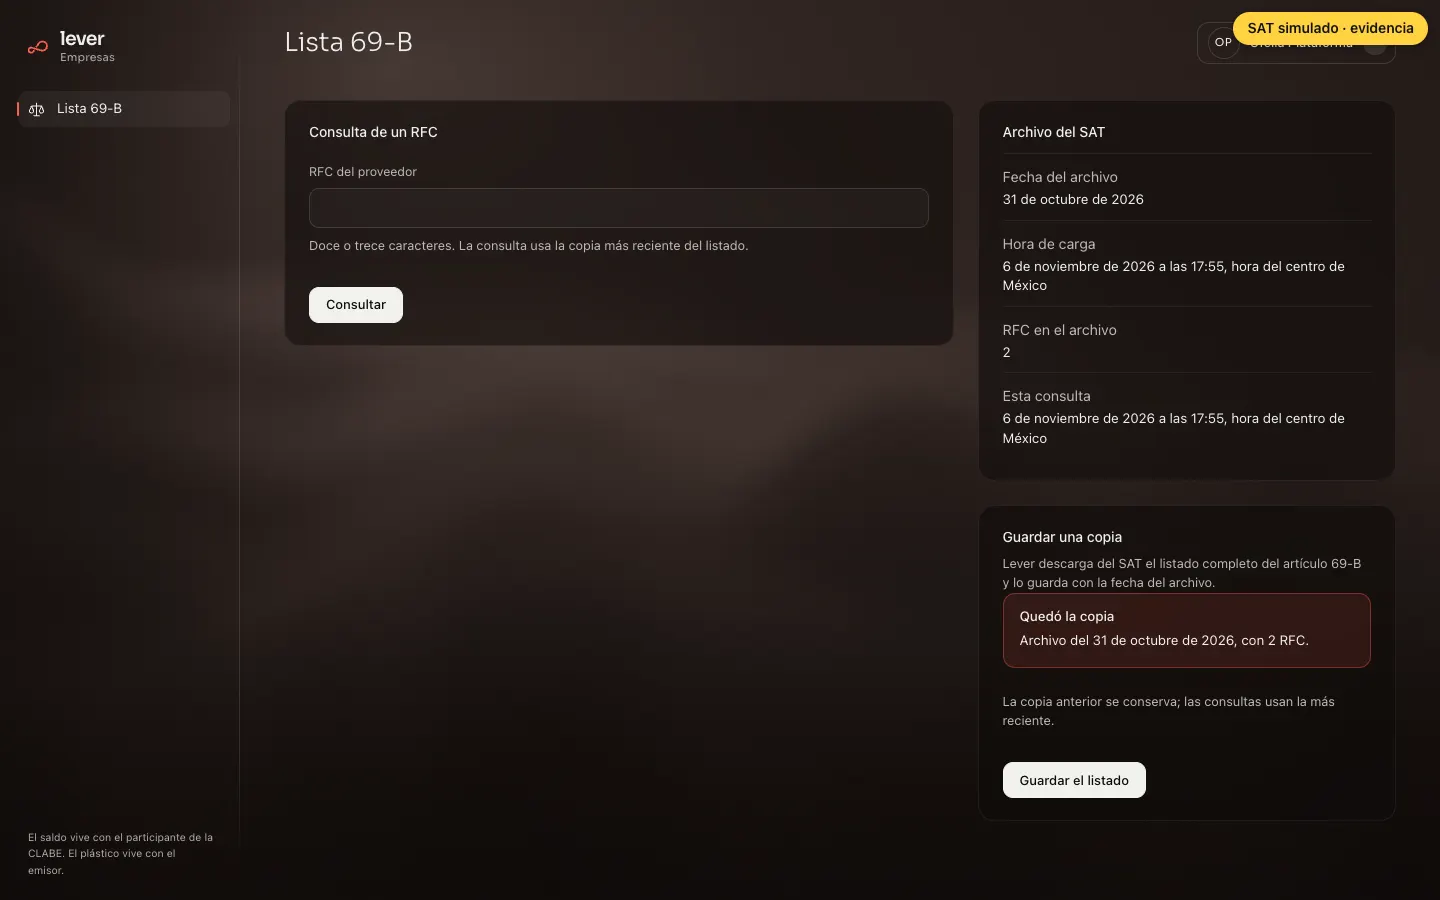 lever
Empresas
Lista 69-B
El saldo vive con el participante de la
CLABE. El plástico vive con el
emisor.
Lista 69-B
OP
SAT simulado · evidencia
Consulta de un RFC
RFC del proveedor
Doce o trece caracteres. La consulta usa la copia más reciente del listado.
Consultar
Archivo del SAT
Fecha del archivo
31 de octubre de 2026
Hora de carga
6 de noviembre de 2026 a las 17:55, hora del centro de
México
RFC en el archivo
2
Esta consulta
6 de noviembre de 2026 a las 17:55, hora del centro de
México
Guardar una copia
Lever descarga del SAT el listado completo del artículo 69-B
y lo guarda con la fecha del archivo.
Quedó la copia
Archivo del 31 de octubre de 2026, con 2 RFC.
La copia anterior se conserva; las consultas usan la más
reciente.
Guardar el listado